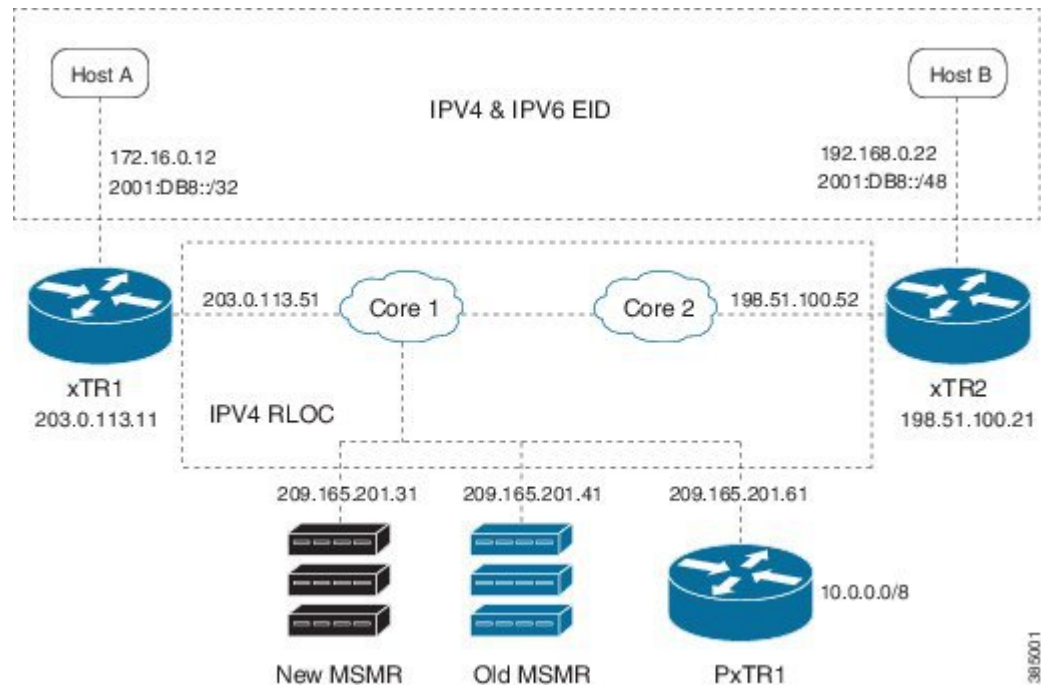 Host A
Host B
IPV4 & IPV6 EID
172.16.0.12
2001:DB8::/32
192.168.0.22
2001:DB8::/48
203.0.113.51
Core 1
Core 2
198.51.100.52
xTR1
203.0.113.11
IPV4 RLOC
xTR2
198.51.100.21
209.165.201.31
209.165.201.41
209.165.201.61
10.0.0.0/8
New MSMR
Old MSMR
PxTR1
385001